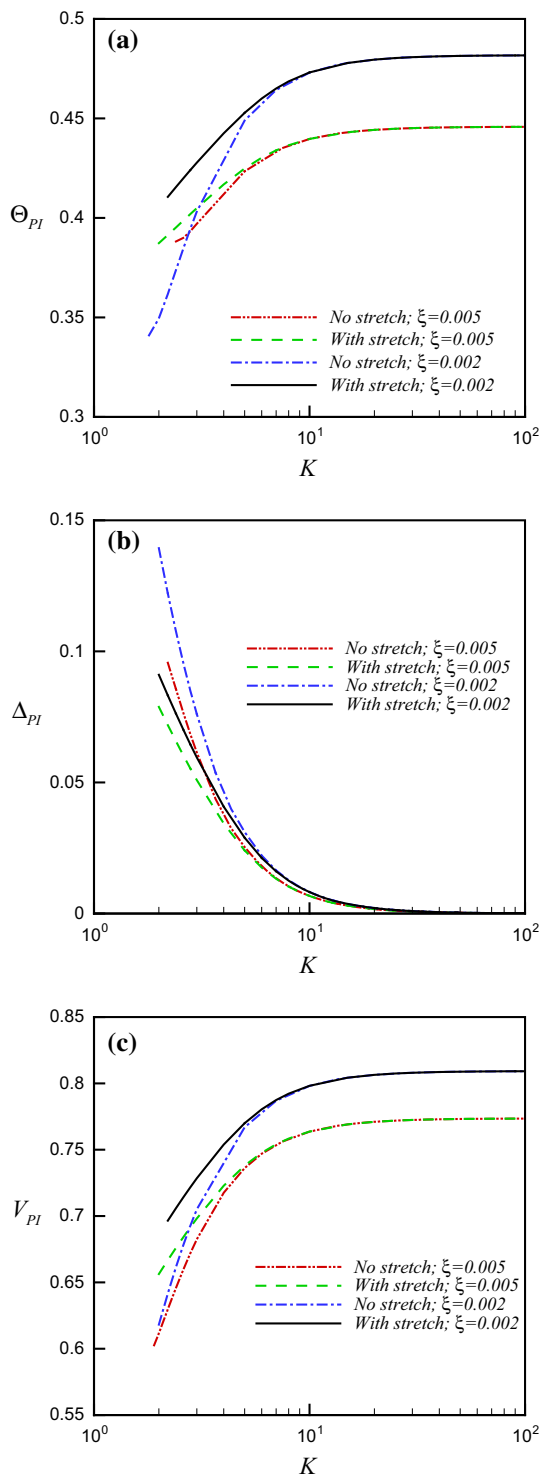 (a)
0.5
0.45
0.4
0.35
0.3
Θ_PI
No stretch; ξ=0.005
With stretch; ξ=0.005
No stretch; ξ=0.002
With stretch; ξ=0.002
10^0
10^1
10^2
K
(b)
0.15
0.1
0.05
0
Δ_PI
No stretch; ξ=0.005
With stretch; ξ=0.005
No stretch; ξ=0.002
With stretch; ξ=0.002
10^0
10^1
10^2
K
(c)
0.85
0.8
0.75
0.7
0.65
0.6
0.55
V_PI
No stretch; ξ=0.005
With stretch; ξ=0.005
No stretch; ξ=0.002
With stretch; ξ=0.002
10^0
10^1
10^2
K